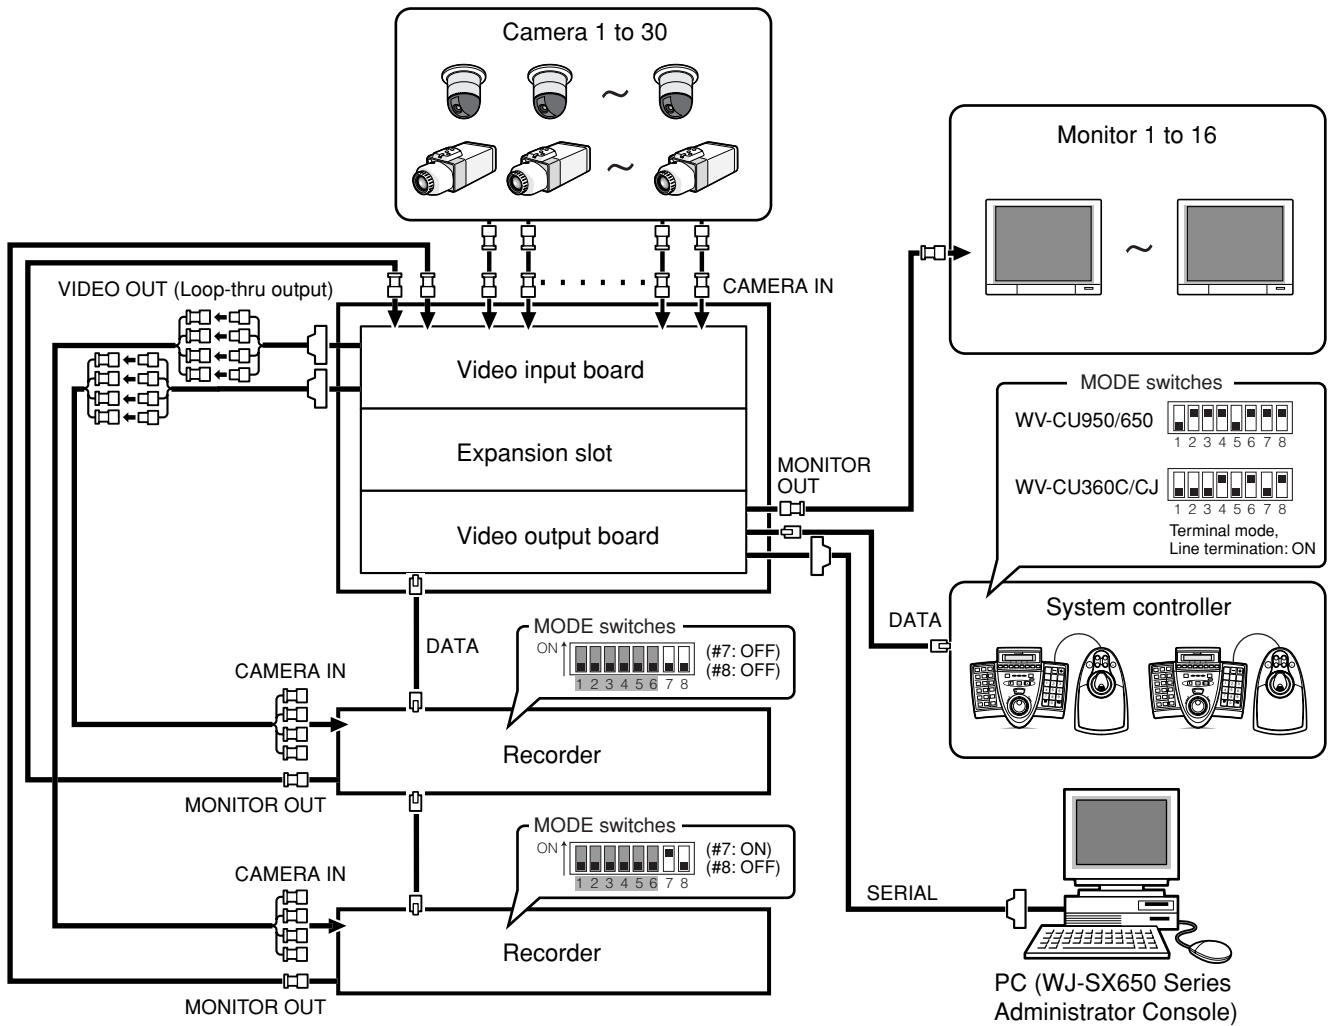 Camera 1 to 30
Monitor 1 to 16
CAMERA IN
VIDEO OUT (Loop-thru output)
Video input board
Expansion slot
Video output board
MONITOR
OUT
MODE switches
WV-CU950/650
1 2 3 4 5 6 7 8
WV-CU360C/CJ
1 2 3 4 5 6 7 8
Terminal mode,
Line termination: ON
System controller
DATA
DATA
MODE switches
ON
(#7: OFF)
(#8: OFF)
1 2 3 4 5 6 7 8
CAMERA IN
Recorder
MONITOR OUT
MODE switches
ON
(#7: ON)
(#8: OFF)
1 2 3 4 5 6 7 8
CAMERA IN
Recorder
MONITOR OUT
SERIAL
PC (WJ-SX650 Series
Administrator Console)